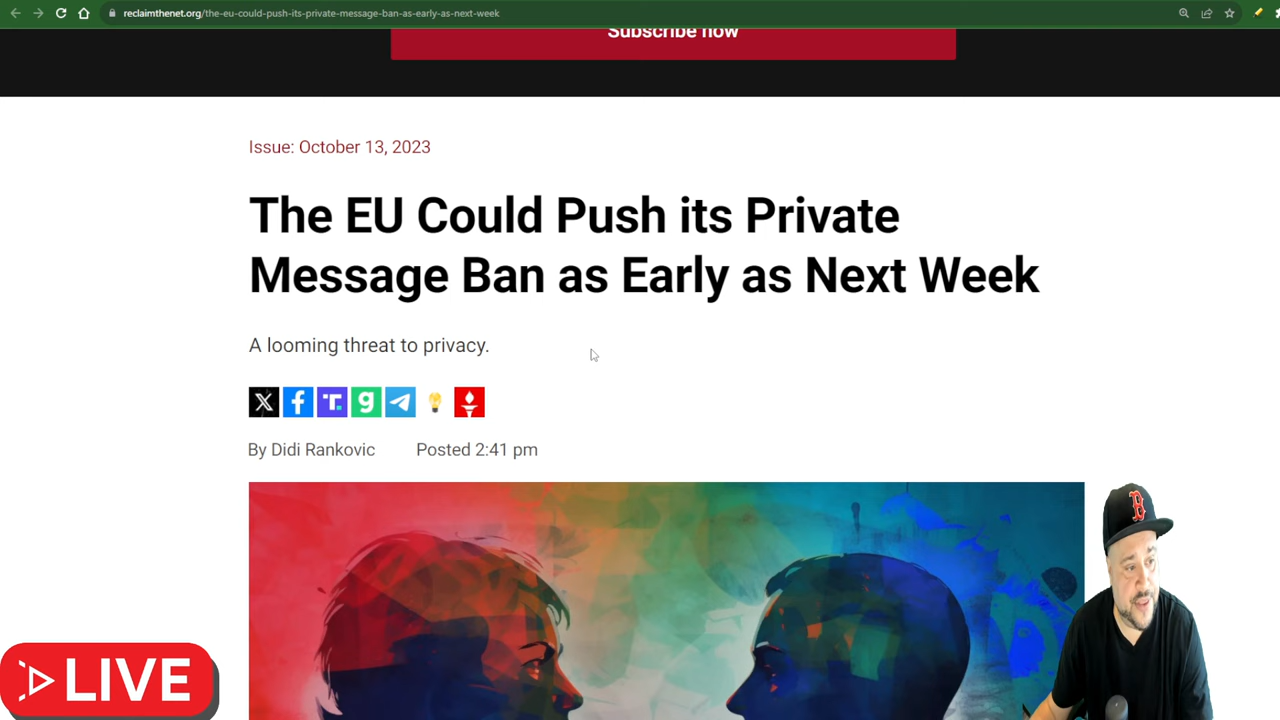 reclaimthenet.org/the-eu-could-push-its-private-message-ban-as-early-as-next-week
Subscribe now
Issue: October 13, 2023
The EU Could Push its Private
Message Ban as Early as Next Week
A looming threat to privacy.
By Didi Rankovic Posted 2:41 pm
LIVE